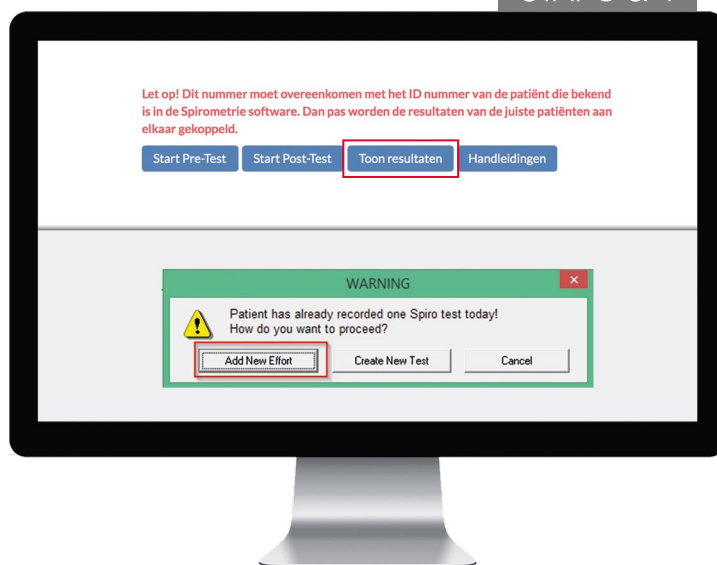 Let op! Dit nummer moet overeenkomen met het ID nummer van de patiënt die bekend
is in de Spirometrie software. Dan pas worden de resultaten van de juiste patiënten aan
elkaar gekoppeld.
Start Pre-Test Start Post-Test Toon resultaten Handleidingen
WARNING
Patient has already recorded one Spiro test today!
How do you want to proceed?
Add New Effort Create New Test Cancel